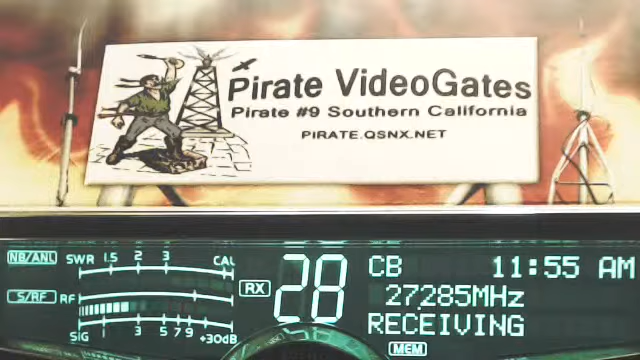 Pirate VideoGates
Pirate #9 Southern California
PIRATE.QSNX.NET
NB/ANL SWR 1.5 2 3 CAL
S/RF RF
RX 28
CB 11:55 AM
27285MHz
RECEIVING
SIG 1 3 5 7 9 +30dB
MEM